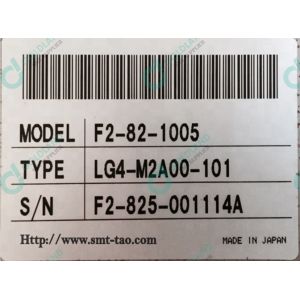 MODEL F2-82-1005
TYPE LG4-M2A00-101
S/N F2-825-001114A
Http://www.smt-tao.com MADE IN JAPAN